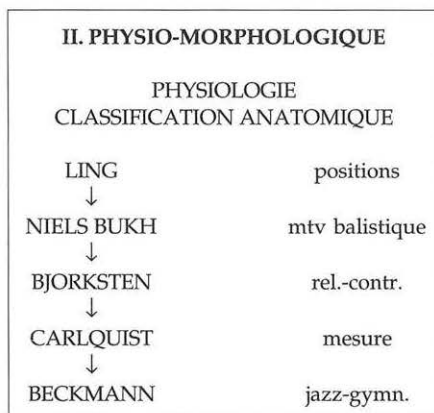 II. PHYSIO-MORPHOLOGIQUE
PHYSIOLOGIE
CLASSIFICATION ANATOMIQUE
LING positions
↓
NIELS BUKH mtv balistique
↓
BJORKSTEN rel.-contr.
↓
CARLQUIST mesure
↓
BECKMANN jazz-gymn.